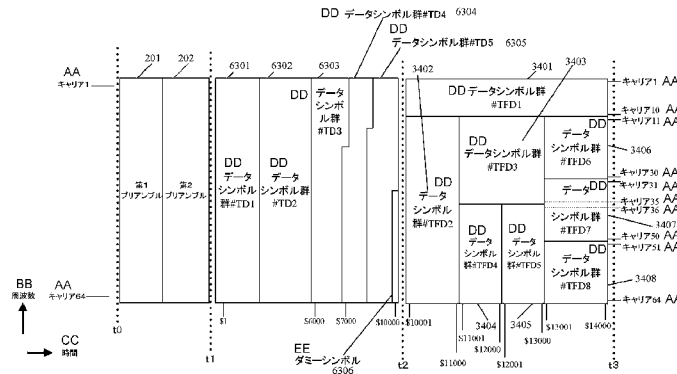 DD データシンボル群#TD4 6304
DD
データシンボル群#TD5 6305
201 202 6301 6302 6303 3402 3401 3403
AA
キャリア1
DD データシンボル群
#TFD1
キャリア1 AA
キャリア10 AA
キャリア11 AA
DD データ
シンボル群
#TD3
DD
データ
シンボル群
#TFD6
3406
DD
データシンボル群
#TFD3
キャリア30 AA
キャリア31 AA
キャリア35 AA
キャリア36 AA
第1
プリアンブル
第2
プリアンブル
DD
データ
シンボル
群#TD1
DD
データ
シンボル
群#TD2
DD
データ
シンボル
群#TFD2
データ DD
シンボル群
#TFD7
3407
キャリア50 AA
キャリア51 AA
DD
データ
シンボル
群#TFD4
DD
データ
シンボル
群#TFD5
DD
データ
シンボル群
#TFD8
3408
BB
周波数
AA
キャリア64
キャリア64 AA
t0 t1 t2 t3
$1 $6000 $7000 $10000 $10001
3404 3405
$11000 $11001 $12000 $12001 $13000 $13001 $14000
CC
時間
EE
ダミーシンボル
6306